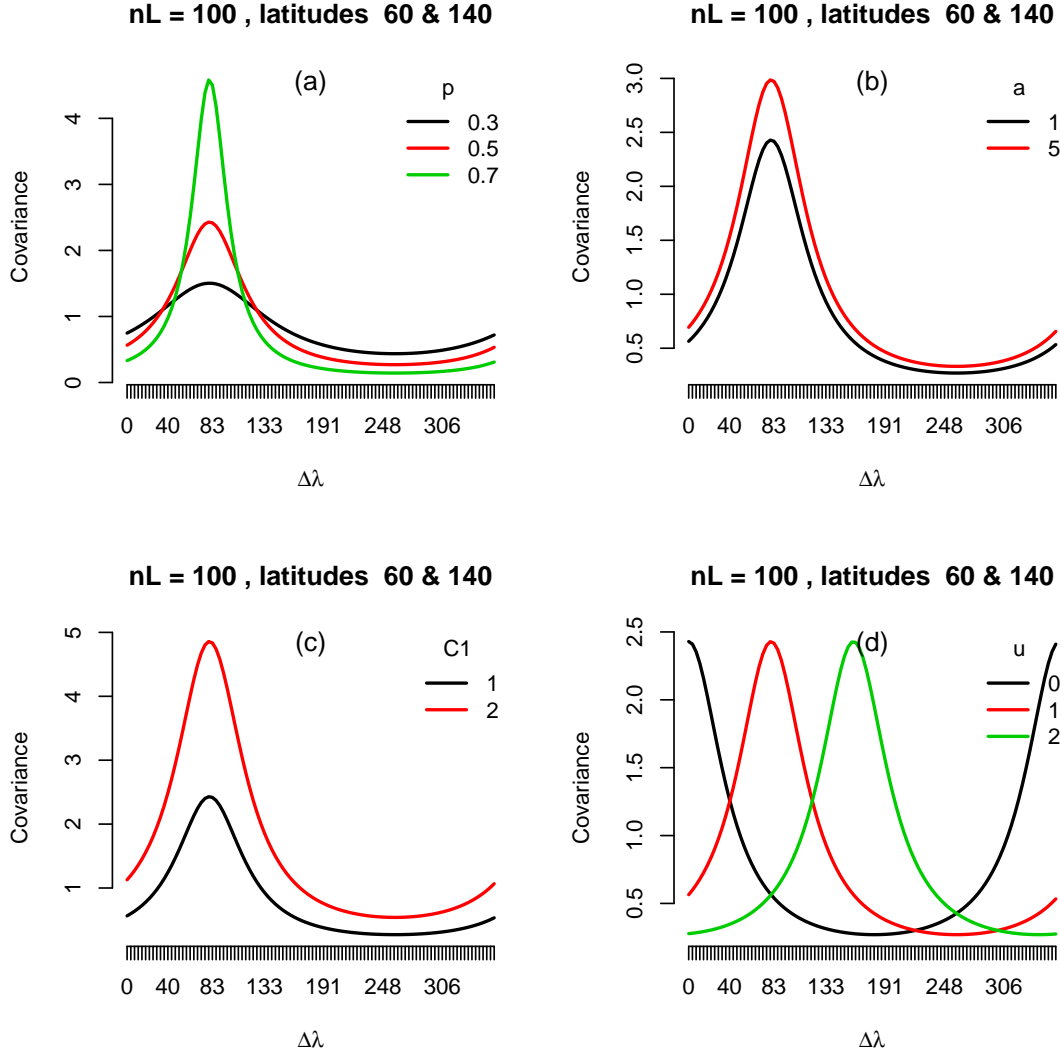 nL = 100 , latitudes  60 & 140
(a)
p
0.3
0.5
0.7
Covariance
0 1 2 3 4
0 40 83 133 191 248 306
Δλ
nL = 100 , latitudes  60 & 140
(b)
a
1
5
Covariance
0.5 1.0 1.5 2.0 2.5 3.0
0 40 83 133 191 248 306
Δλ
nL = 100 , latitudes  60 & 140
(c)
C1
1
2
Covariance
1 2 3 4 5
0 40 83 133 191 248 306
Δλ
nL = 100 , latitudes  60 & 140
(d)
u
0
1
2
Covariance
0.5 1.0 1.5 2.0 2.5
0 40 83 133 191 248 306
Δλ